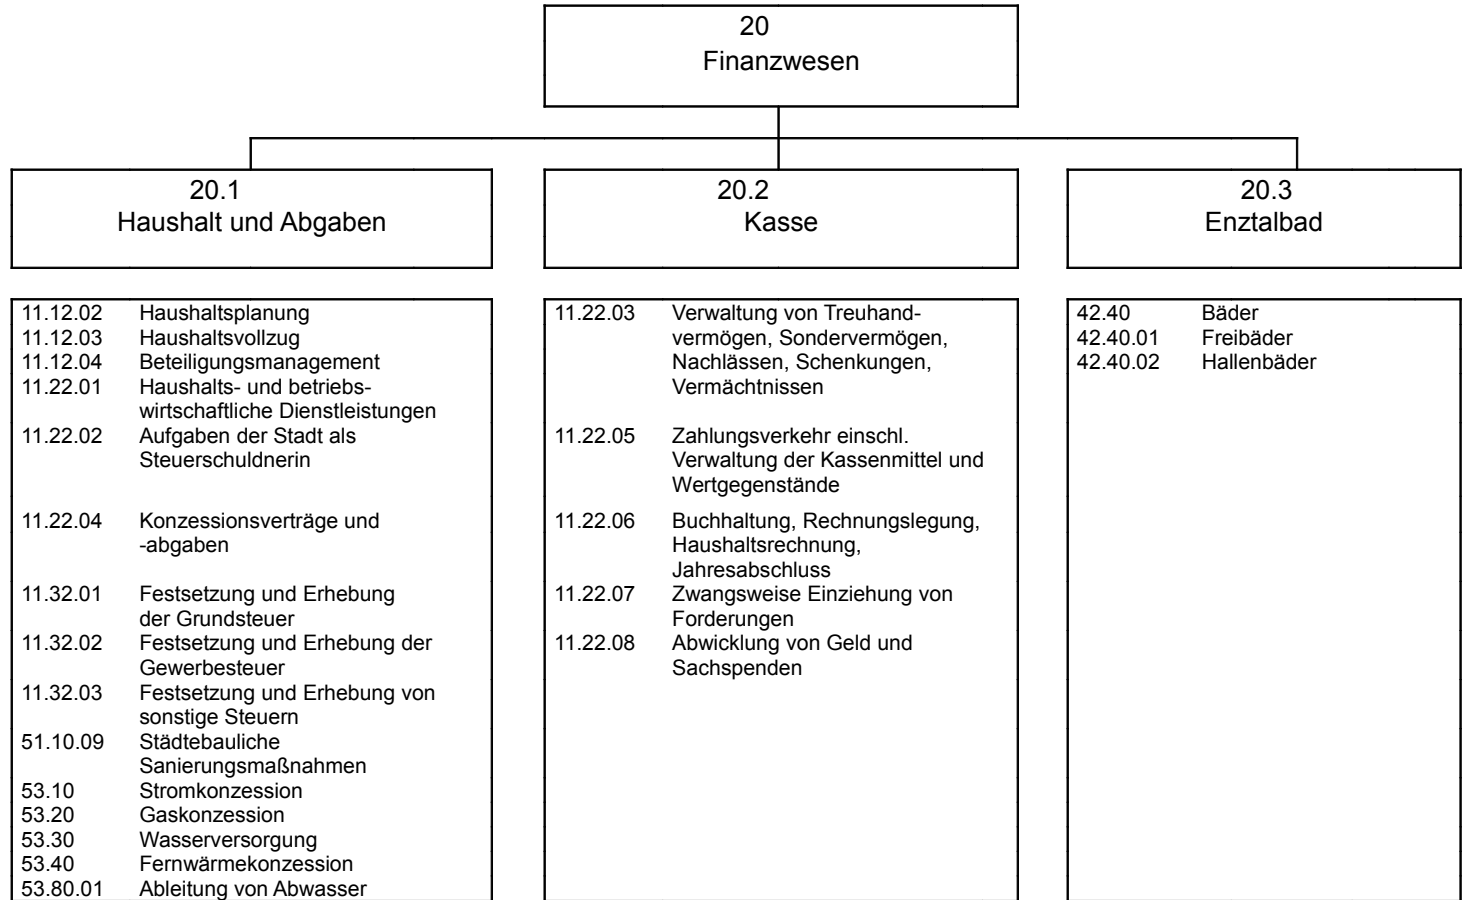 20
Finanzwesen
20.1
Haushalt und Abgaben
20.2
Kasse
20.3
Enztalbad
11.12.02 Haushaltsplanung
11.12.03 Haushaltsvollzug
11.12.04 Beteiligungsmanagement
11.22.01 Haushalts- und betriebs-
wirtschaftliche Dienstleistungen
11.22.02 Aufgaben der Stadt als
Steuerschuldnerin
11.22.04 Konzessionsverträge und
-abgaben
11.32.01 Festsetzung und Erhebung
der Grundsteuer
11.32.02 Festsetzung und Erhebung der
Gewerbesteuer
11.32.03 Festsetzung und Erhebung von
sonstige Steuern
51.10.09 Städtebauliche
Sanierungsmaßnahmen
53.10 Stromkonzession
53.20 Gaskonzession
53.30 Wasserversorgung
53.40 Fernwärmekonzession
53.80.01 Ableitung von Abwasser
11.22.03 Verwaltung von Treuhand-
vermögen, Sondervermögen,
Nachlässen, Schenkungen,
Vermächtnissen
11.22.05 Zahlungsverkehr einschl.
Verwaltung der Kassenmittel und
Wertgegenstände
11.22.06 Buchhaltung, Rechnungslegung,
Haushaltsrechnung,
Jahresabschluss
11.22.07 Zwangsweise Einziehung von
Forderungen
11.22.08 Abwicklung von Geld und
Sachspenden
42.40 Bäder
42.40.01 Freibäder
42.40.02 Hallenbäder